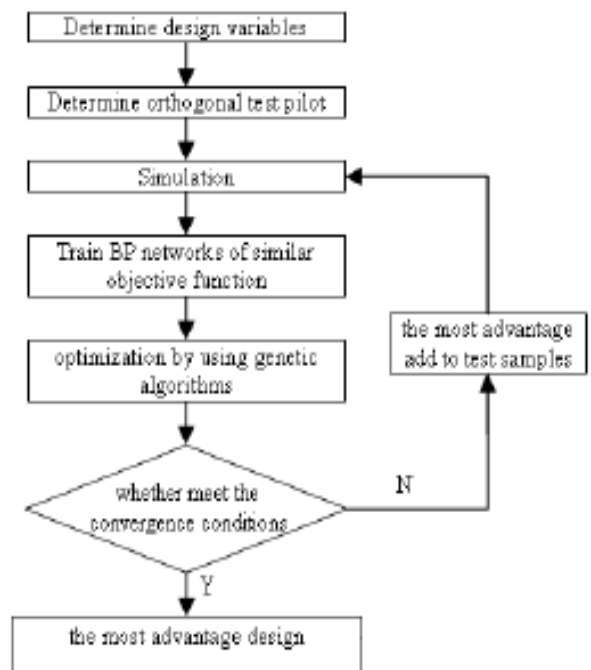 Determine design variables
Determine orthogonal test pilot
Simulation
Train BP networks of similar
objective function
optimization by using genetic
algorithms
the most advantage
add to test samples
whether meet the
convergence conditions
N
Y
the most advantage design